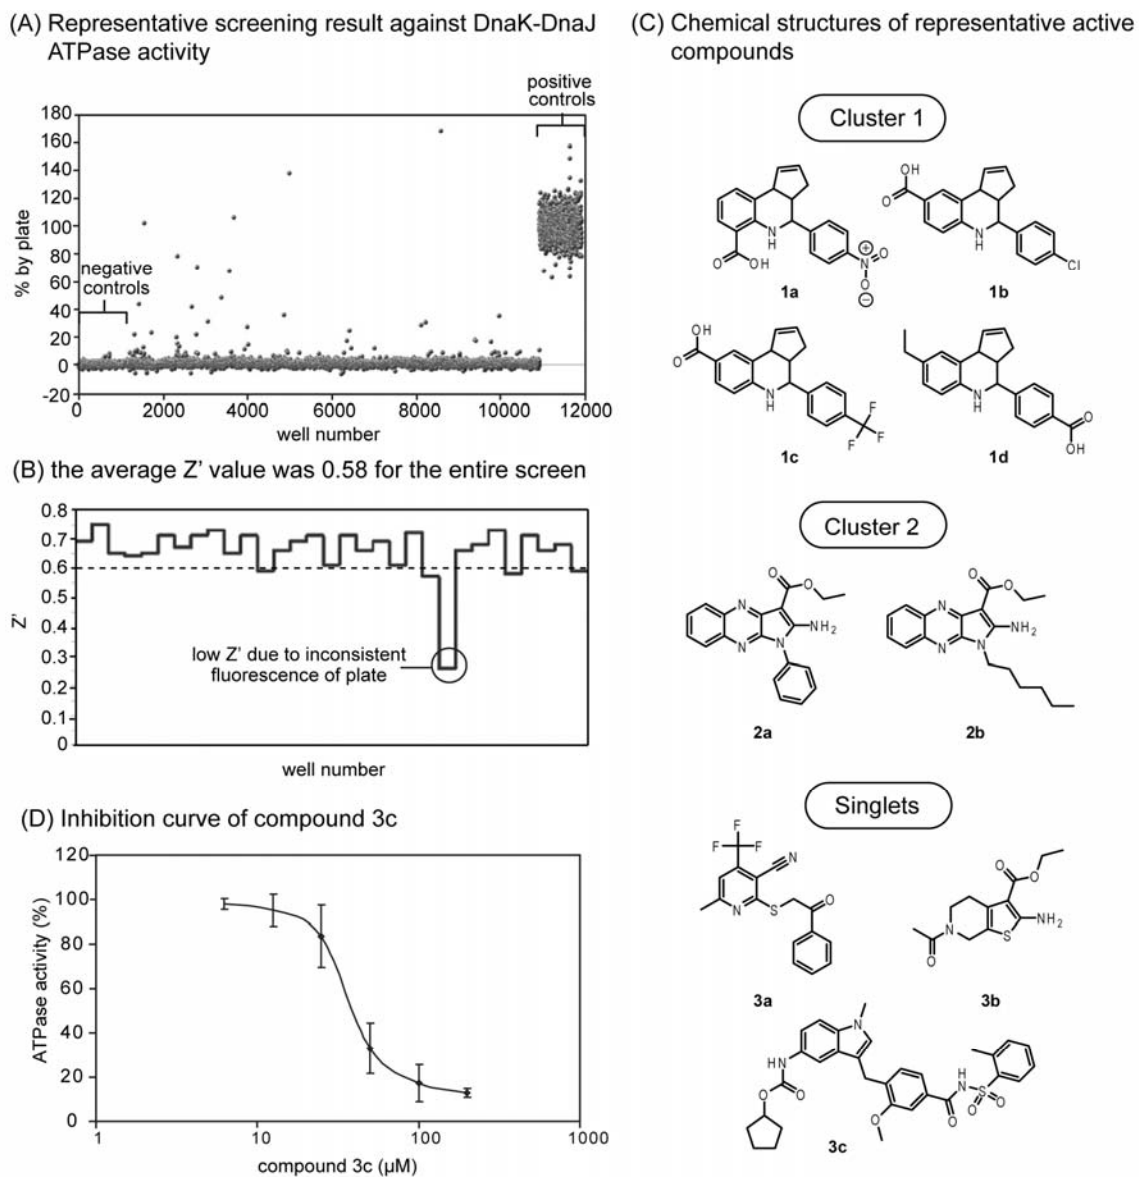 (A) Representative screening result against DnaK-DnaJ
ATPase activity
positive
controls
negative
controls
% by plate
180
160
140
120
100
80
60
40
20
0
-20
0
2000
4000
6000
8000
10000
12000
well number
(B) the average Z' value was 0.58 for the entire screen
Z'
0.8
0.7
0.6
0.5
0.4
0.3
0.2
0.1
0
low Z' due to inconsistent
fluorescence of plate
well number
(D) Inhibition curve of compound 3c
ATPase activity (%)
120
100
80
60
40
20
0
1
10
100
1000
compound 3c (μM)
(C) Chemical structures of representative active
compounds
Cluster 1
O
OH
N
H
N
⊕
O
O
⊖
1a
OH
O
N
H
Cl
1b
OH
O
N
H
F
F
F
1c
N
H
O
OH
1d
Cluster 2
O
O
N
N
N
NH2
2a
O
O
N
N
N
NH2
2b
Singlets
F
F
F
N
N
S
O
3a
O
O
N
O
S
NH2
3b
N
HN
O
O
O
O
H
N
S
O
O
3c